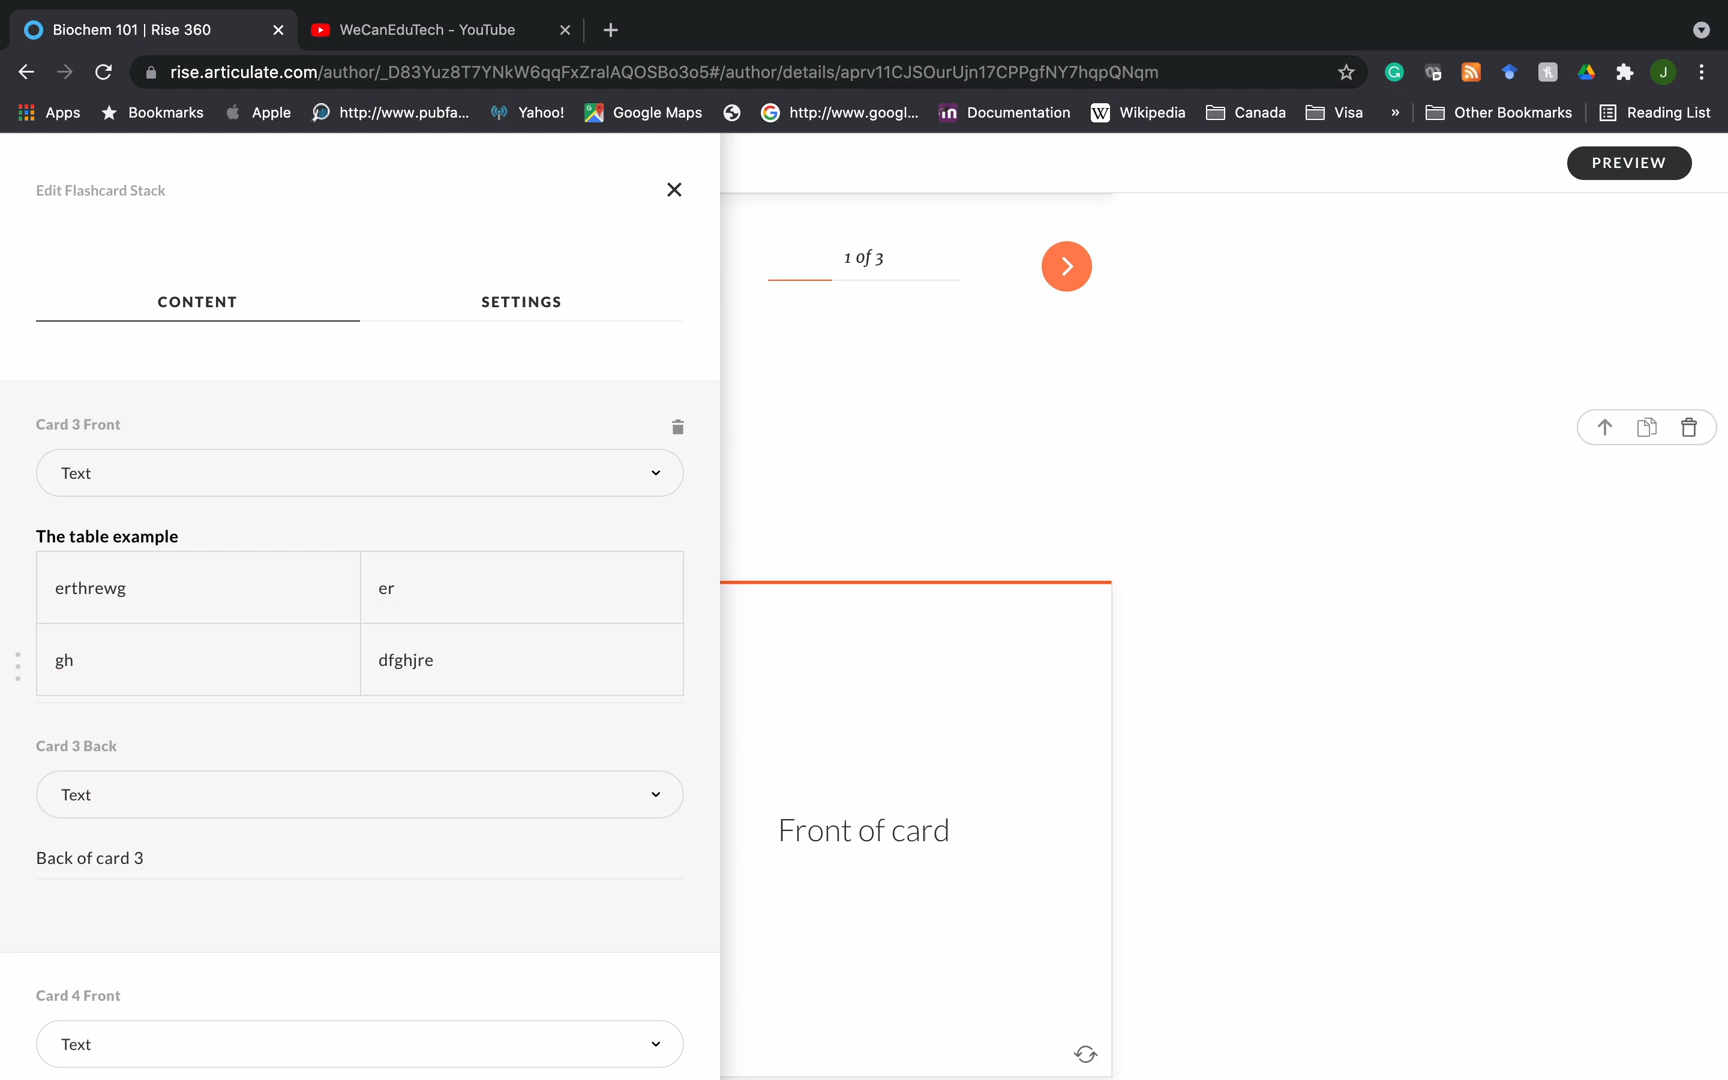 Biochem 101 | Rise 360
WeCanEduTech - YouTube
rise.articulate.com/author/_D83Yuz8T7YNkW6qqFxZralAQOSBo3o5#/author/details/aprv11CJSOurUjn17CPPgfNY7hqpQNqm
J
Apps
Bookmarks
Apple
http://www.pubfa...
Yahoo!
Google Maps
http://www.googl...
Documentation
Wikipedia
Canada
Visa
»
Other Bookmarks
Reading List
PREVIEW
Edit Flashcard Stack
1 of 3
CONTENT
SETTINGS
Card 3 Front
Text
The table example
erthrewg
er
gh
dfghjre
Card 3 Back
Text
Back of card 3
Front of card
Card 4 Front
Text